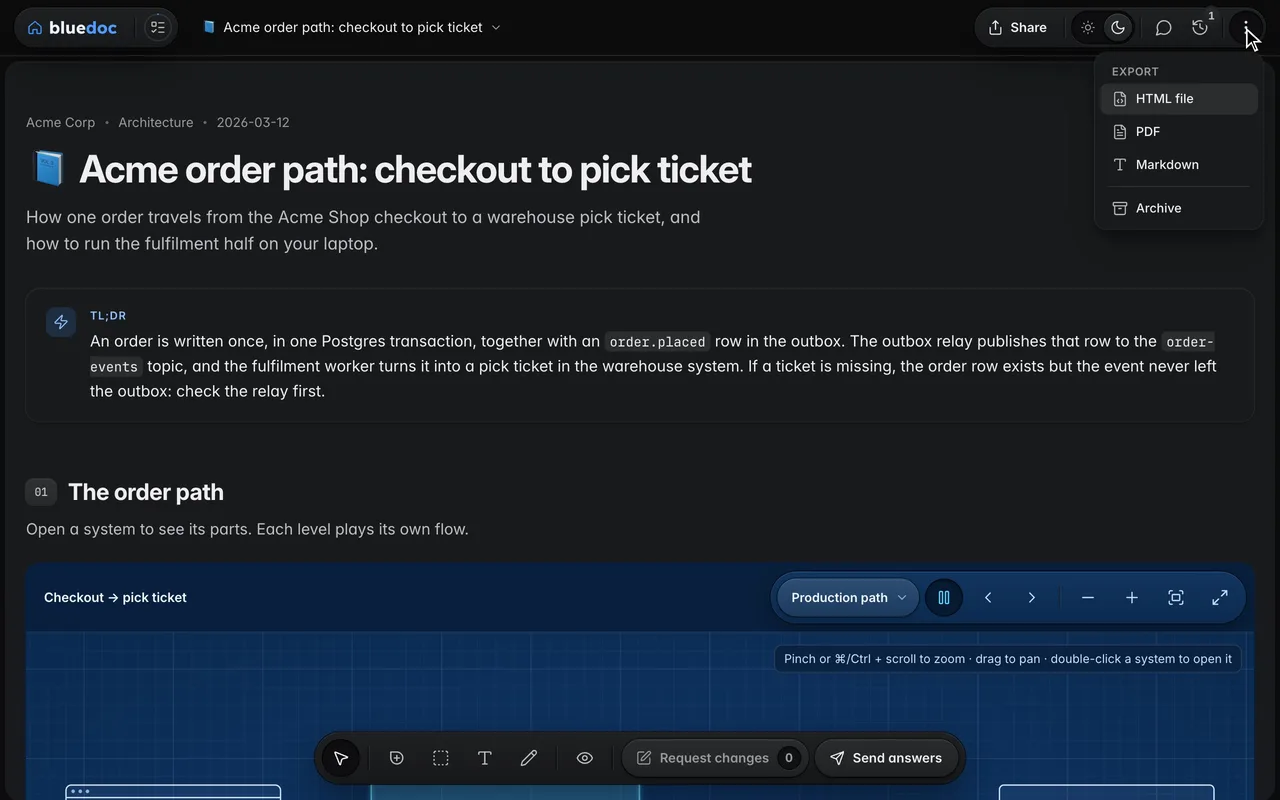 bluedoc
Acme order path: checkout to pick ticket
Share
1
EXPORT
HTML file
PDF
Markdown
Archive
Acme Corp • Architecture • 2026-03-12
Acme order path: checkout to pick ticket
How one order travels from the Acme Shop checkout to a warehouse pick ticket, and
how to run the fulfilment half on your laptop.
TL;DR
An order is written once, in one Postgres transaction, together with an order.placed row in the outbox. The outbox relay publishes that row to the order-
events topic, and the fulfilment worker turns it into a pick ticket in the warehouse system. If a ticket is missing, the order row exists but the event never left
the outbox: check the relay first.
01 The order path
Open a system to see its parts. Each level plays its own flow.
Checkout → pick ticket
Production path
Pinch or ⌘/Ctrl + scroll to zoom · drag to pan · double-click a system to open it
Request changes 0
Send answers